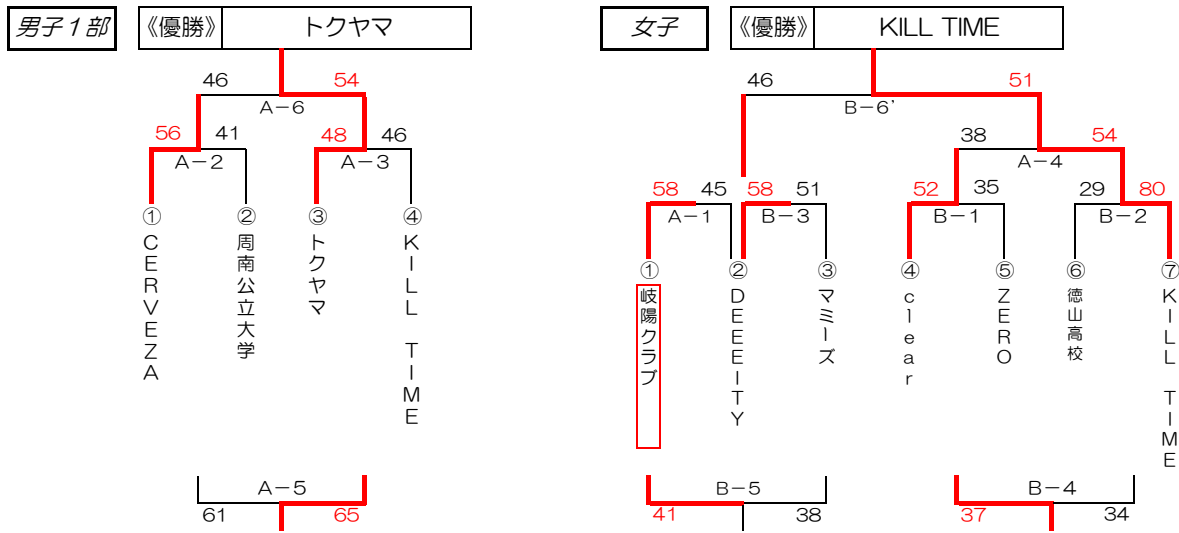 男子1部
《優勝》 トクヤマ
46 54
A-6
56 41 48 46
A-2 A-3
① ② ③ ④
CERVEZA
周南公立大学
トクヤマ
KILL TIME
A-5
61 65
女子
《優勝》 KILL TIME
46 51
B-6'
38 54
A-4
58 45 58 51 52 35 29 80
A-1 B-3 B-1 B-2
① ② ③ ④ ⑤ ⑥ ⑦
岐陽クラブ
DEEEITY
マミーズ
clear
ZERO
徳山高校
KILL TIME
B-5 B-4
41 38 37 34